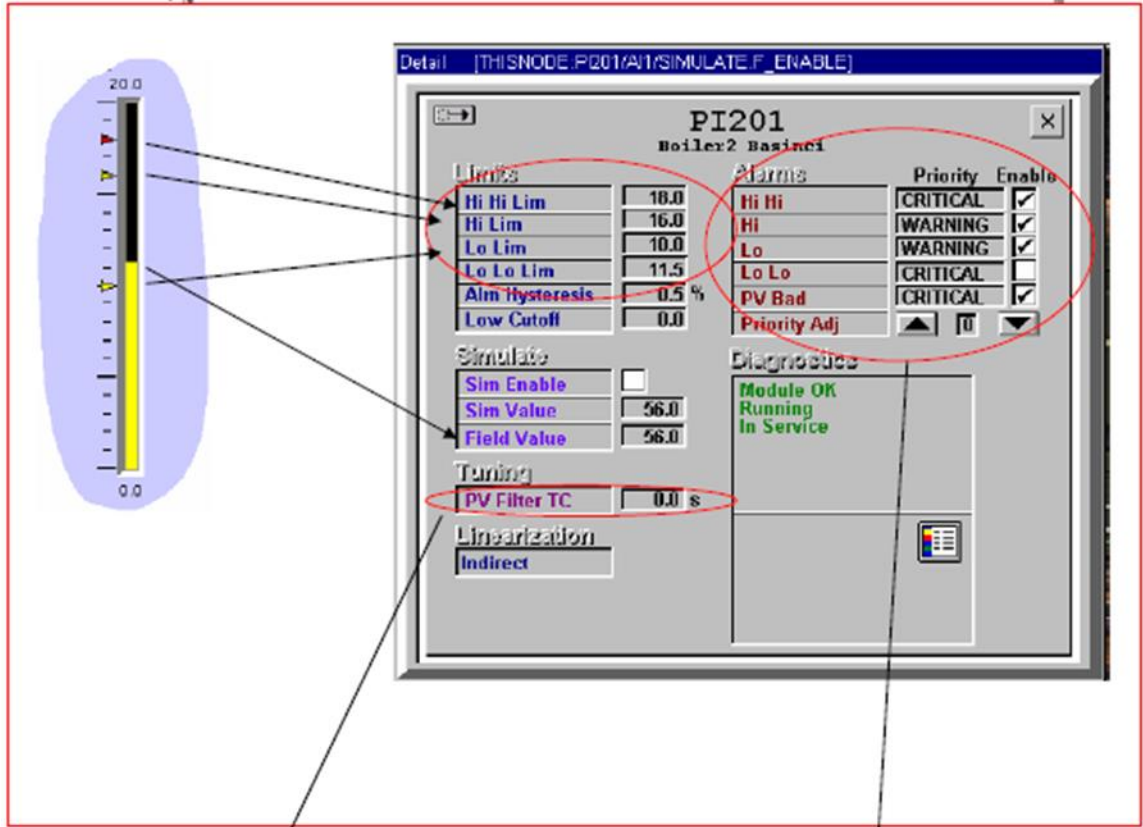 20.0
0.0
Detail [THISNODE:PI201/AI1/SIMULATE.F_ENABLE]
PI201
Boiler2 Basinci
Limits
Hi Hi Lim 18.0
Hi Lim 16.0
Lo Lim 10.0
Lo Lo Lim 11.5
Alm Hysteresis 0.5 %
Low Cutoff 0.0
Simulate
Sim Enable
Sim Value 56.0
Field Value 56.0
Tuning
PV Filter TC 0.0 s
Linearization
Indirect
Alarms Priority Enable
Hi Hi CRITICAL
Hi WARNING
Lo WARNING
Lo Lo CRITICAL
PV Bad CRITICAL
Priority Adj 0
Diagnostics
Module OK
Running
In Service